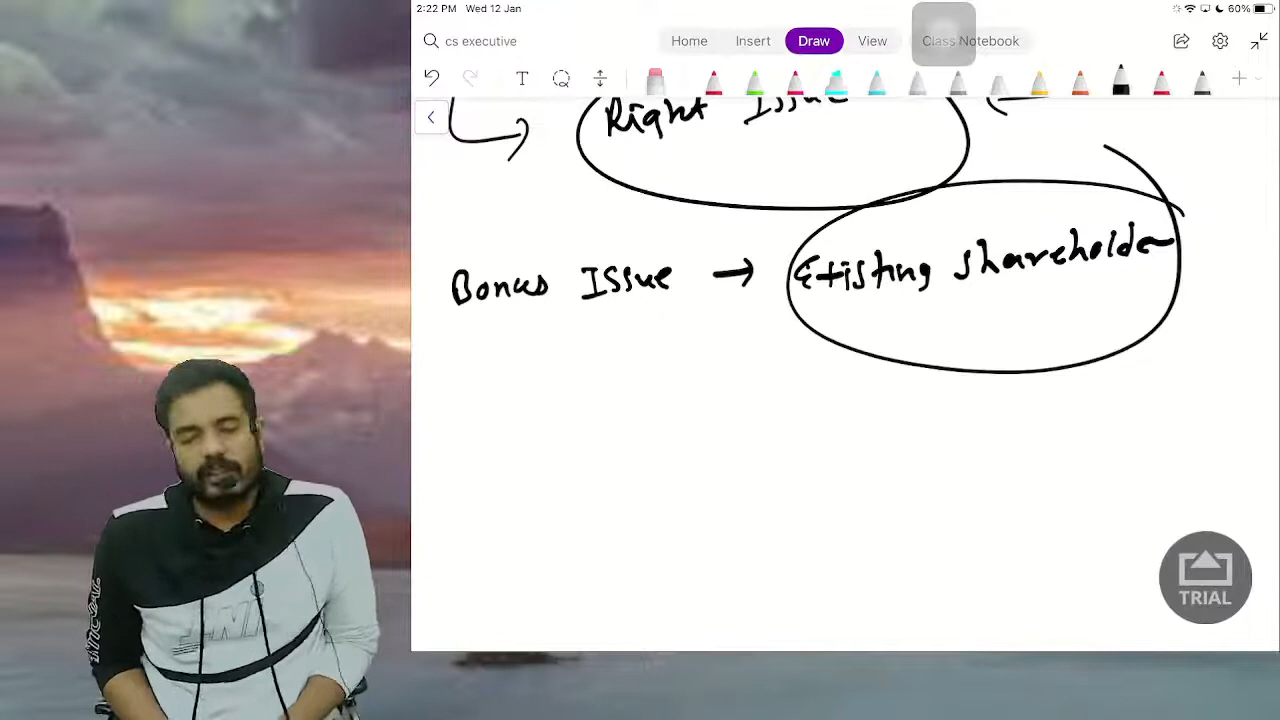 2:22 PM Wed 12 Jan
60%
cs executive
Home Insert Draw View Class Notebook
T
Right Issue
Bonus Issue → Existing shareholder
TRIAL